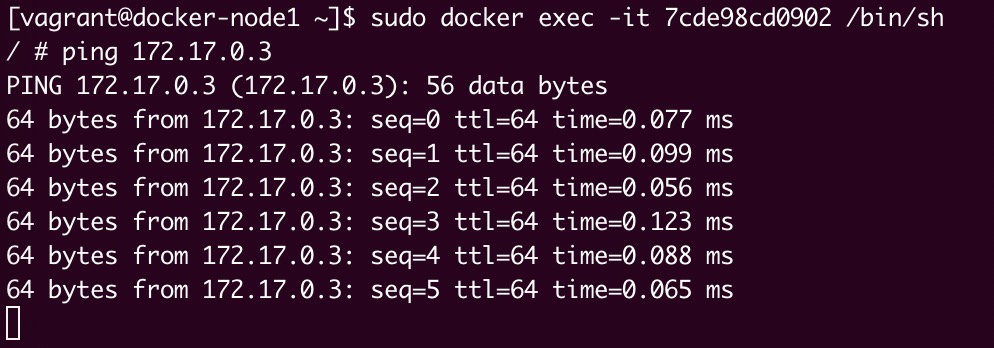 [vagrant@docker-node1 ~]$ sudo docker exec -it 7cde98cd0902 /bin/sh
/ # ping 172.17.0.3
PING 172.17.0.3 (172.17.0.3): 56 data bytes
64 bytes from 172.17.0.3: seq=0 ttl=64 time=0.077 ms
64 bytes from 172.17.0.3: seq=1 ttl=64 time=0.099 ms
64 bytes from 172.17.0.3: seq=2 ttl=64 time=0.056 ms
64 bytes from 172.17.0.3: seq=3 ttl=64 time=0.123 ms
64 bytes from 172.17.0.3: seq=4 ttl=64 time=0.088 ms
64 bytes from 172.17.0.3: seq=5 ttl=64 time=0.065 ms